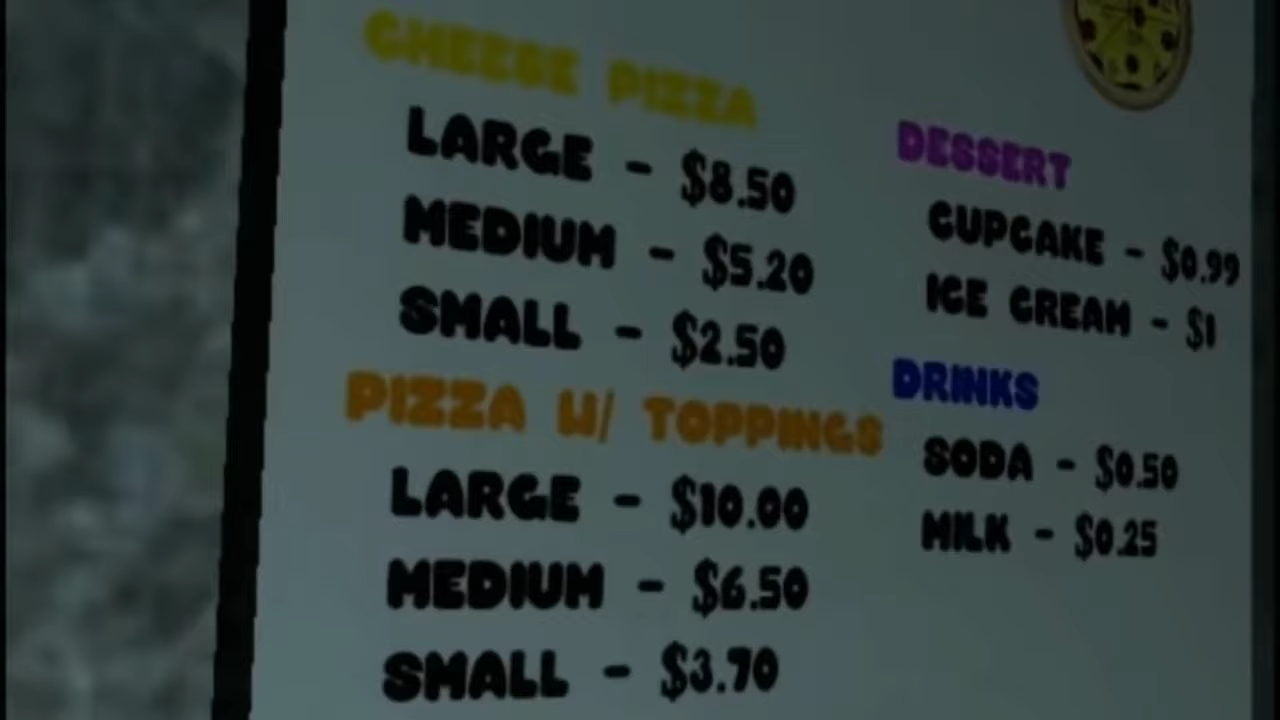 CHEESE PIZZA
LARGE - $8.50
MEDIUM - $5.20
SMALL - $2.50
PIZZA W/ TOPPINGS
LARGE - $10.00
MEDIUM - $6.50
SMALL - $3.70
DESSERT
CUPCAKE - $0.99
ICE CREAM - $1
DRINKS
SODA - $0.50
MILK - $0.25